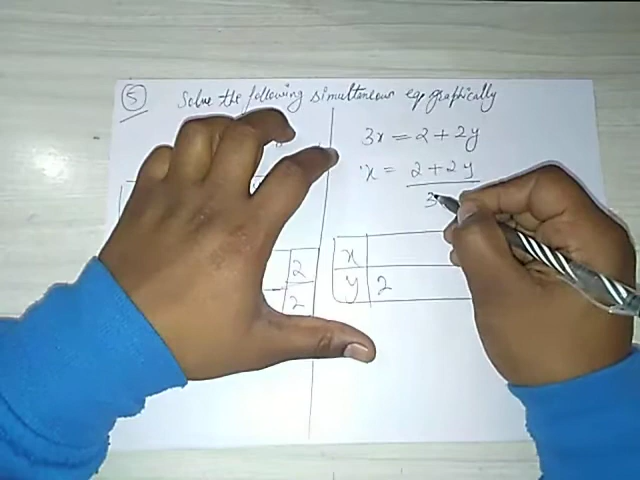 5 Solve the following simultaneous eq graphically
3x = 2 + 2y
x = 2 + 2y
3
x
y 2
2
2